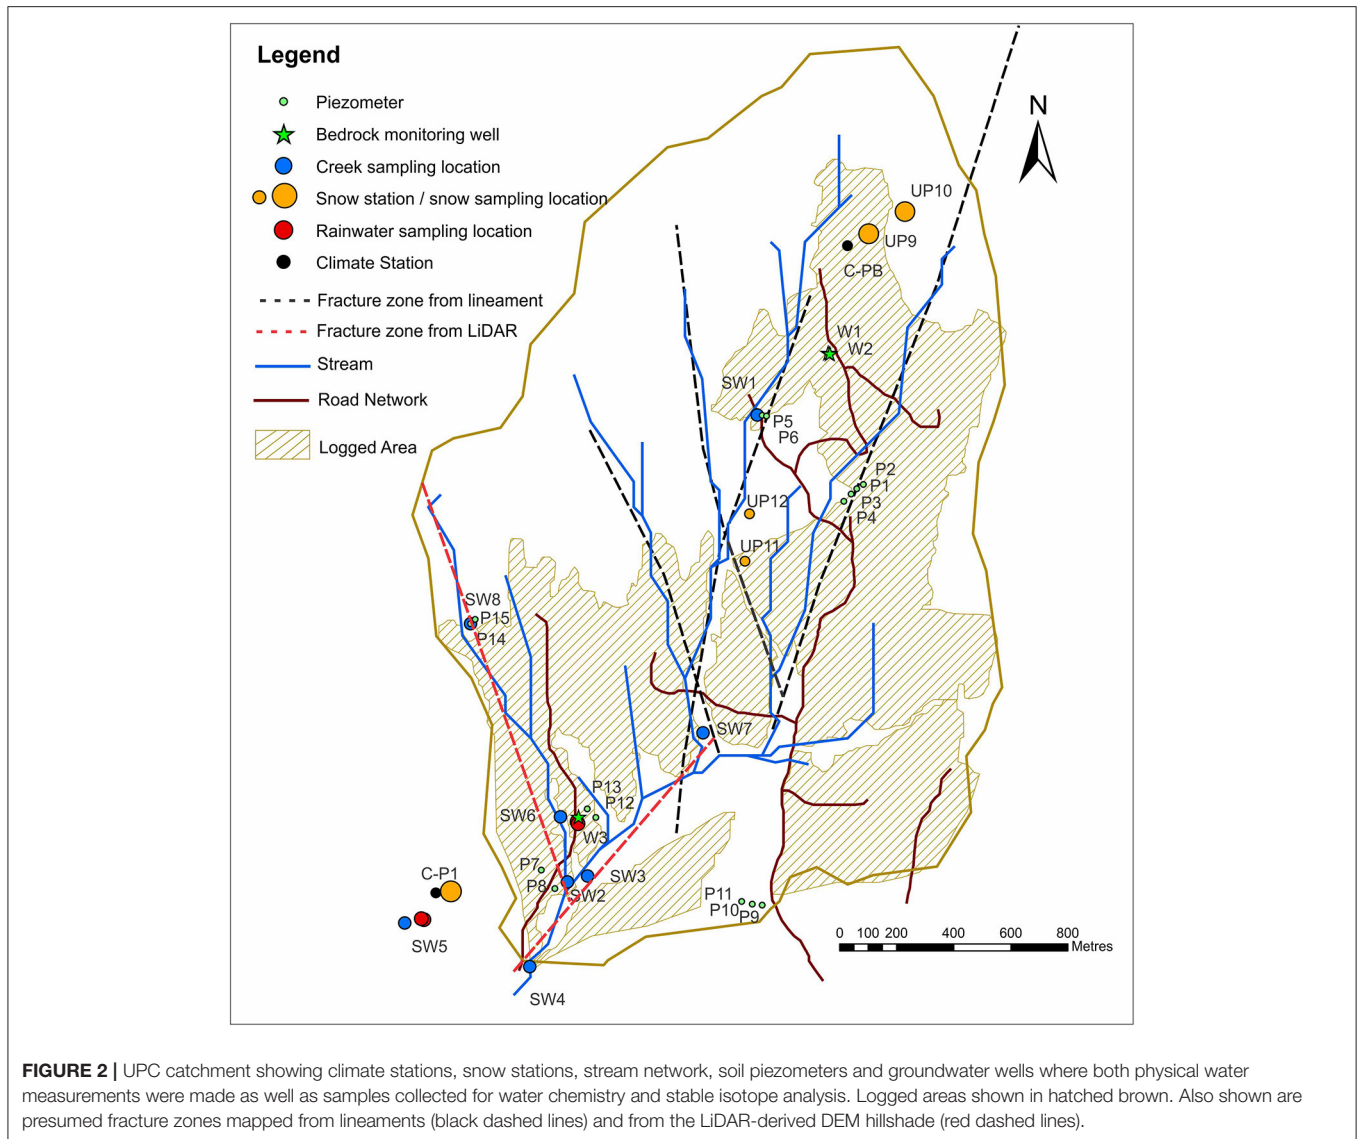 Legend
Piezometer
Bedrock monitoring well
Creek sampling location
Snow station / snow sampling location
Rainwater sampling location
Climate Station
Fracture zone from lineament
Fracture zone from LiDAR
Stream
Road Network
Logged Area
N
UP10
UP9
C-PB
W1
W2
SW1
P5
P6
P2
P1
P3
P4
UP12
UP11
SW8
P15
P14
SW7
P13
P12
SW6
W3
P7
P8
SW3
SW2
C-P1
SW5
SW4
P11
P10
P9
0 100 200 400 600 800
Metres
FIGURE 2 | UPC catchment showing climate stations, snow stations, stream network, soil piezometers and groundwater wells where both physical water
measurements were made as well as samples collected for water chemistry and stable isotope analysis. Logged areas shown in hatched brown. Also shown are
presumed fracture zones mapped from lineaments (black dashed lines) and from the LiDAR-derived DEM hillshade (red dashed lines).